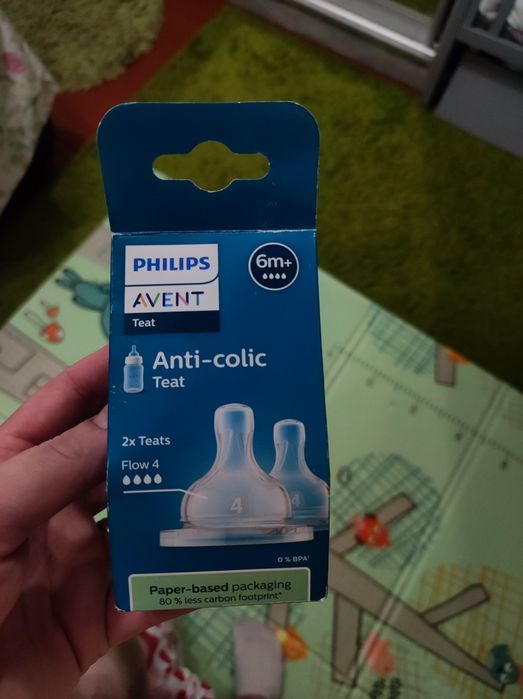 PHILIPS
AVENT
Teat
6m+
Anti-colic
Teat
2x Teats
Flow 4
4
4
0 % BPA¹
Paper-based packaging
80 % less carbon footprint*